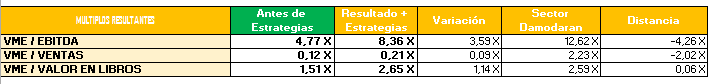 MULTIPLOS RESULTANTES Antes de Estrategias Resultado + Estrategias Variación Sector Damodaran Distancia
VME / EBITDA 4,77 X 8,36 X 3,59 X 12,62 X -4,26 X
VME / VENTAS 0,12 X 0,21 X 0,09 X 2,23 X -2,02 X
VME / VALOR EN LIBROS 1,51 X 2,65 X 1,14 X 2,59 X 0,06 X